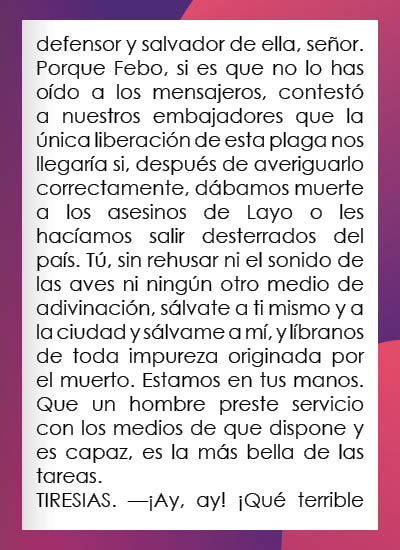 defensor y salvador de ella, señor.
Porque Febo, si es que no lo has
oído a los mensajeros, contestó
a nuestros embajadores que la
única liberación de esta plaga nos
llegaría si, después de averiguarlo
correctamente, dábamos muerte
a los asesinos de Layo o les
hacíamos salir desterrados del
país. Tú, sin rehusar ni el sonido de
las aves ni ningún otro medio de
adivinación, sálvate a ti mismo y a
la ciudad y sálvame a mí, y líbranos
de toda impureza originada por
el muerto. Estamos en tus manos.
Que un hombre preste servicio
con los medios de que dispone y
es capaz, es la más bella de las
tareas.
TIRESIAS. —¡Ay, ay! ¡Qué terrible